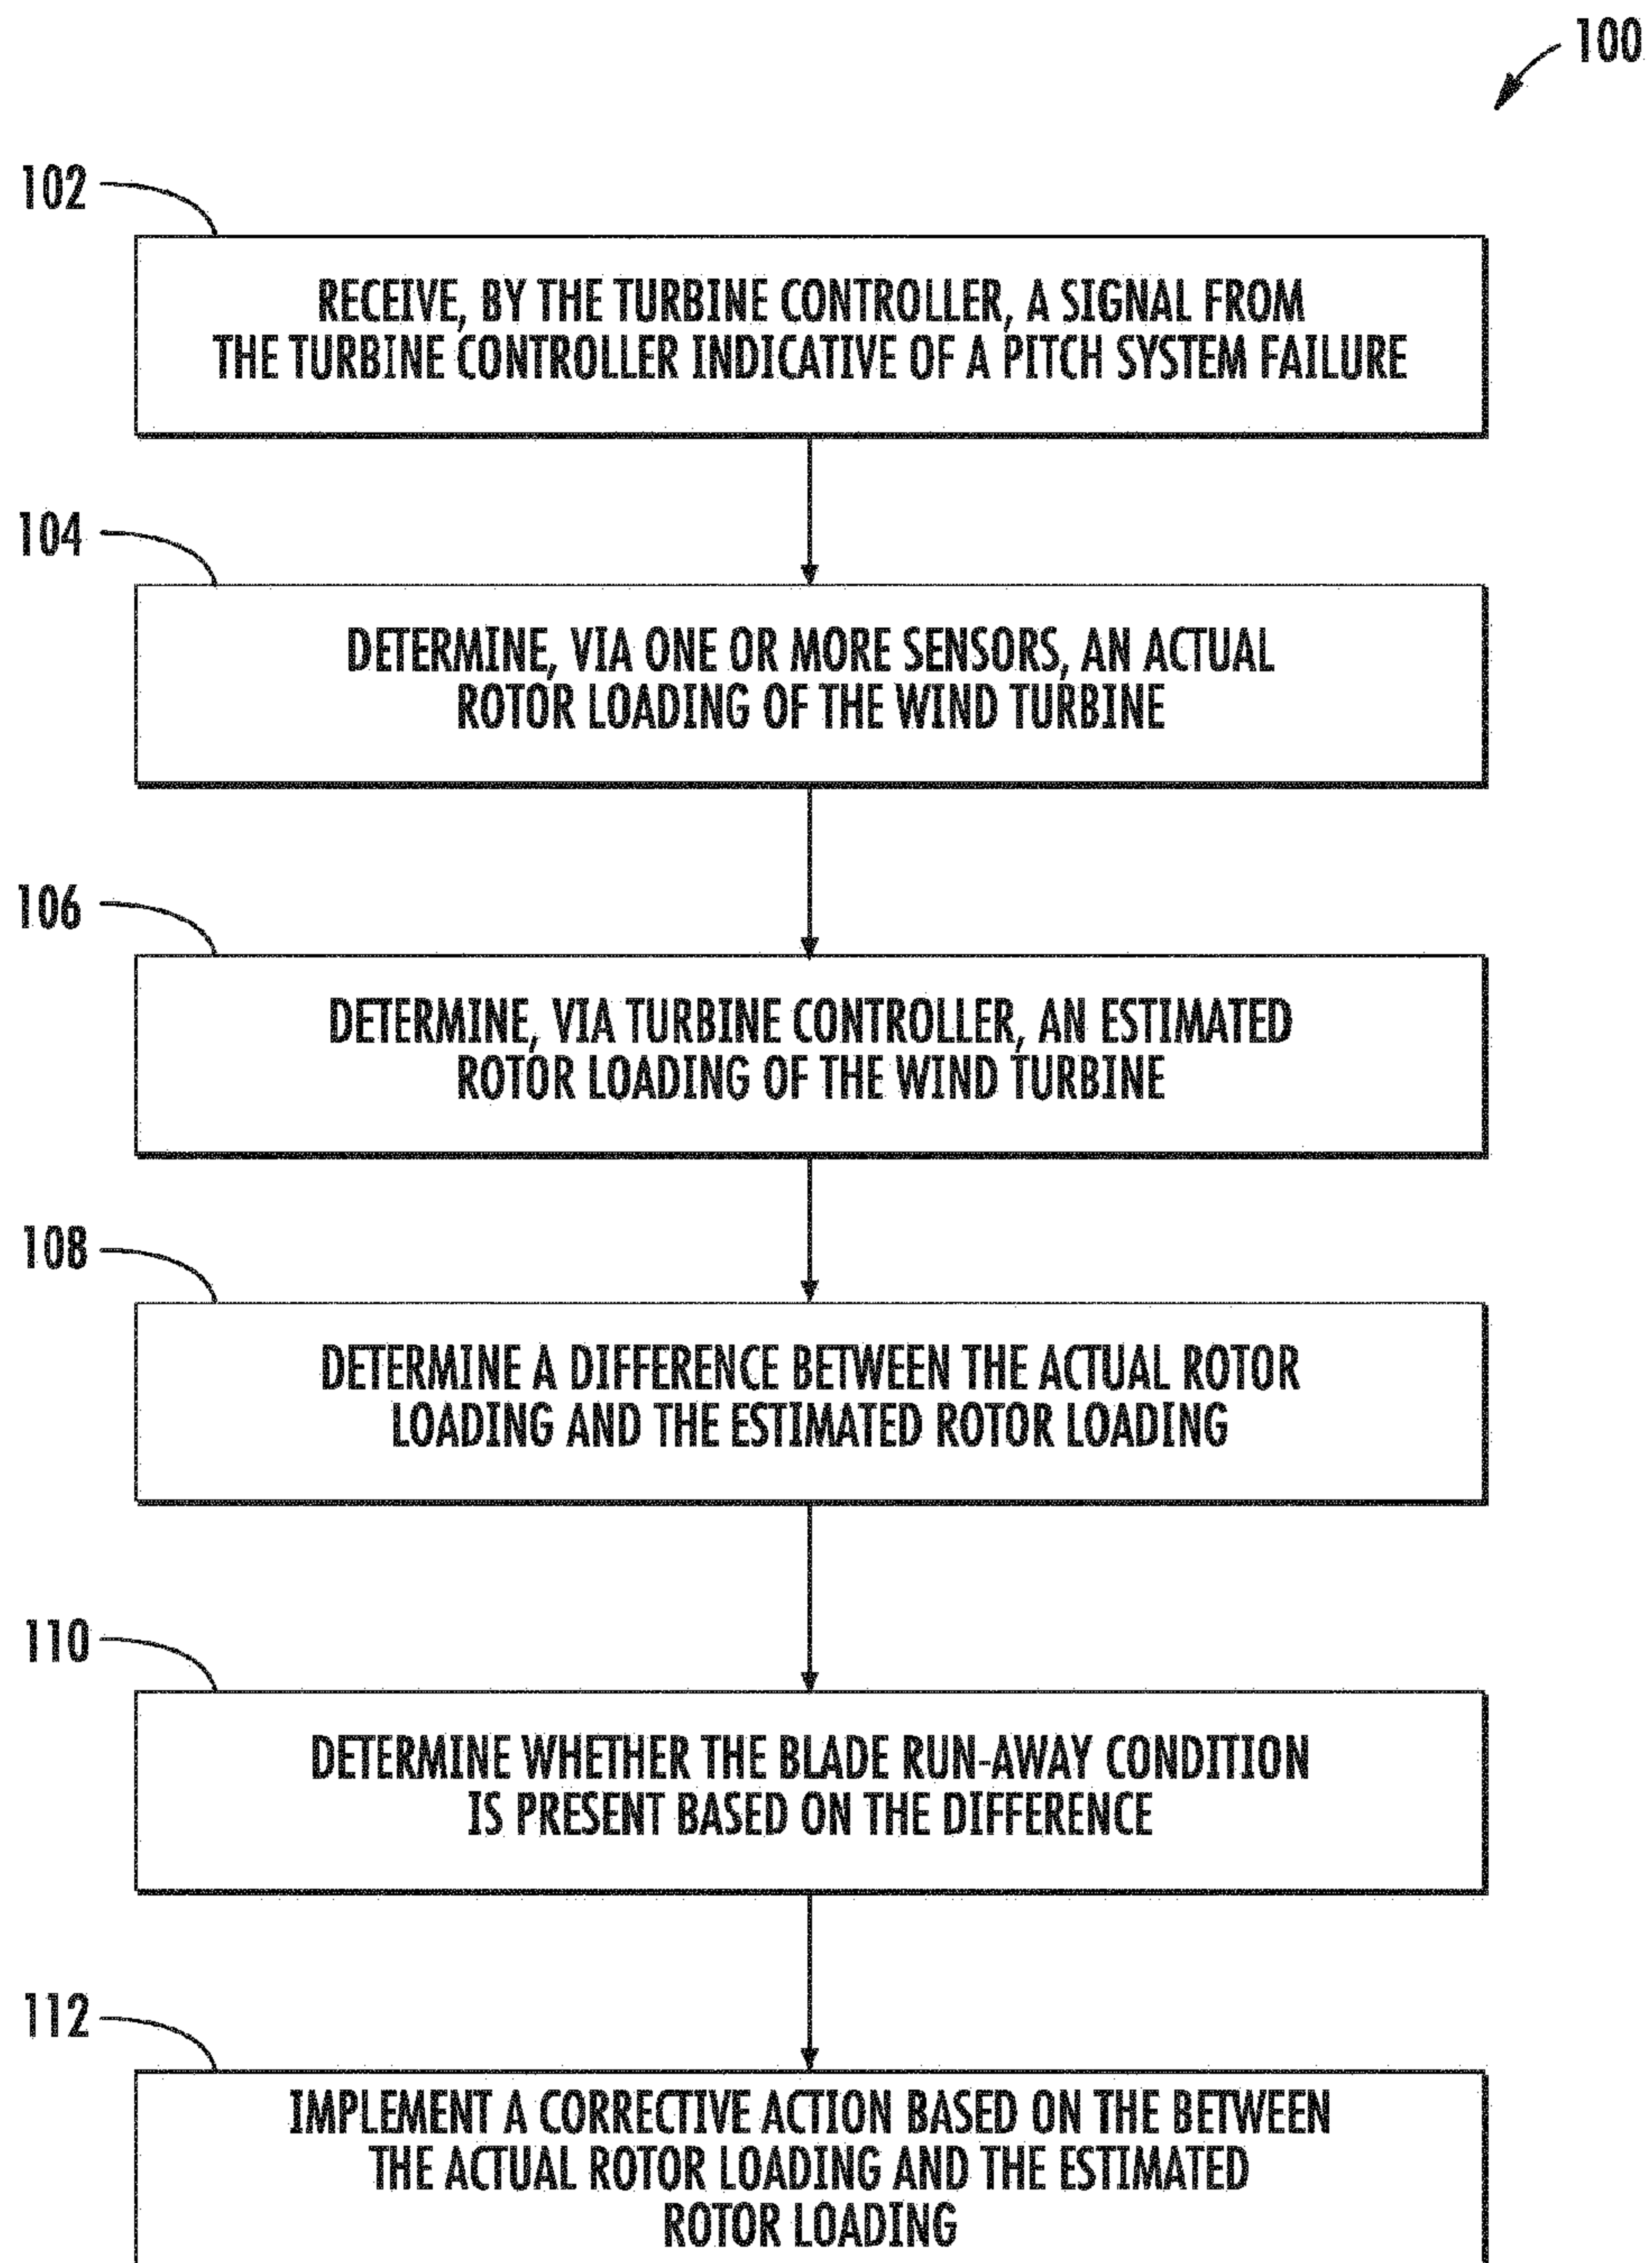 100
102
RECEIVE, BY THE TURBINE CONTROLLER, A SIGNAL FROM
THE TURBINE CONTROLLER INDICATIVE OF A PITCH SYSTEM FAILURE
104
DETERMINE, VIA ONE OR MORE SENSORS, AN ACTUAL
ROTOR LOADING OF THE WIND TURBINE
106
DETERMINE, VIA TURBINE CONTROLLER, AN ESTIMATED
ROTOR LOADING OF THE WIND TURBINE
108
DETERMINE A DIFFERENCE BETWEEN THE ACTUAL ROTOR
LOADING AND THE ESTIMATED ROTOR LOADING
110
DETERMINE WHETHER THE BLADE RUN-AWAY CONDITION
IS PRESENT BASED ON THE DIFFERENCE
112
IMPLEMENT A CORRECTIVE ACTION BASED ON THE BETWEEN
THE ACTUAL ROTOR LOADING AND THE ESTIMATED
ROTOR LOADING